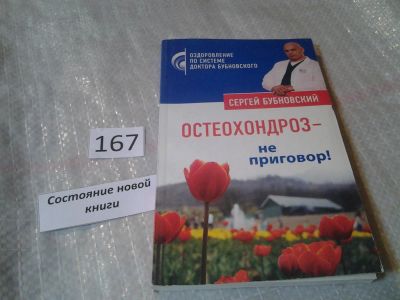 ОЗДОРОВЛЕНИЕ
ПО СИСТЕМЕ
ДОКТОРА БУБНОВСКОГО
СЕРГЕЙ БУБНОВСКИЙ
ОСТЕОХОНДРОЗ–
не
приговор!
167
Состояние новой
книги